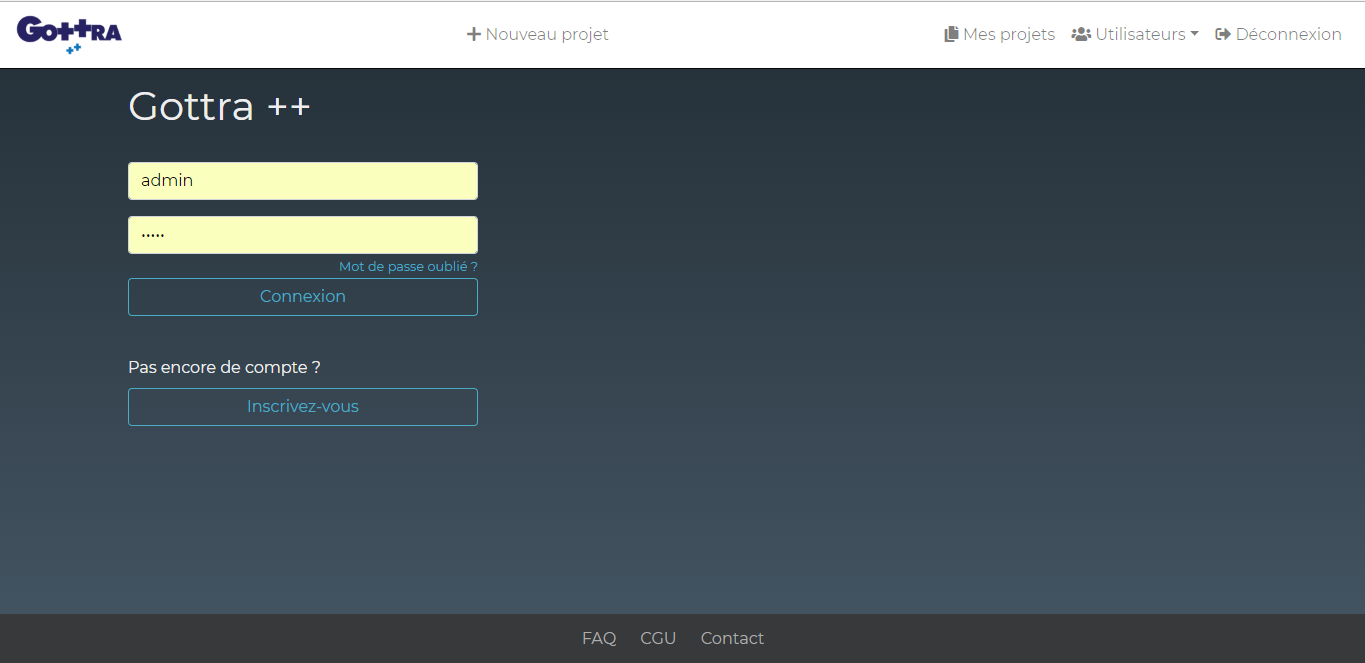 GottRA
Nouveau projet
Mes projets
Utilisateurs
Déconnexion
Gottra ++
admin
•••••
Mot de passe oublié ?
Connexion
Pas encore de compte ?
Inscrivez-vous
FAQ
CGU
Contact